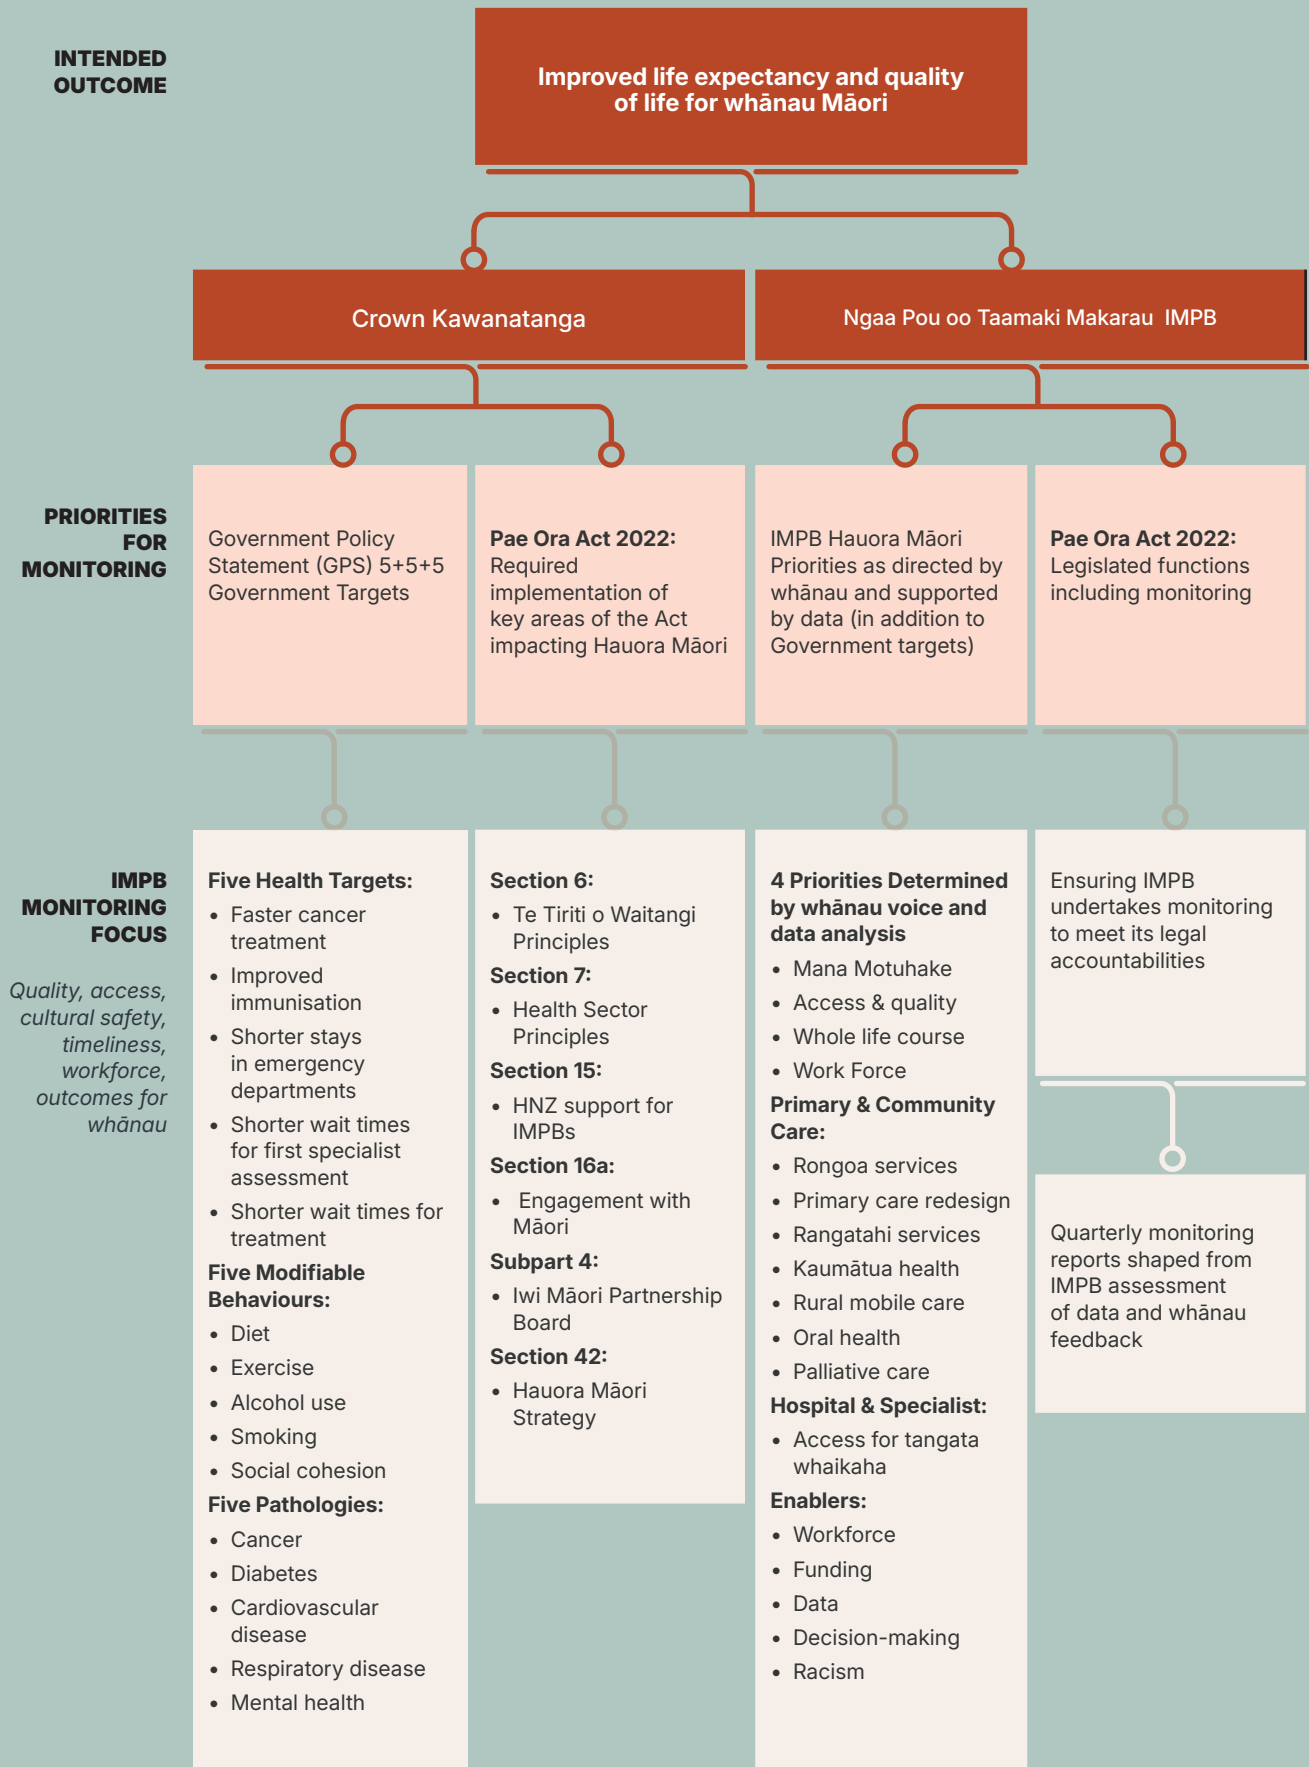 INTENDED
OUTCOME
Improved life expectancy and quality
of life for whānau Māori
Crown Kawanatanga
Ngaa Pou oo Taamaki Makarau IMPB
PRIORITIES
FOR
MONITORING
Government Policy
Statement (GPS) 5+5+5
Government Targets
Pae Ora Act 2022:
Required
implementation of
key areas of the Act
impacting Hauora Māori
IMPB Hauora Māori
Priorities as directed by
whānau and supported
by data (in addition to
Government targets)
Pae Ora Act 2022:
Legislated functions
including monitoring
IMPB
MONITORING
FOCUS
Quality, access,
cultural safety,
timeliness,
workforce,
outcomes for
whānau
Five Health Targets:
• Faster cancer
treatment
• Improved
immunisation
• Shorter stays
in emergency
departments
• Shorter wait times
for first specialist
assessment
• Shorter wait times for
treatment
Five Modifiable
Behaviours:
• Diet
• Exercise
• Alcohol use
• Smoking
• Social cohesion
Five Pathologies:
• Cancer
• Diabetes
• Cardiovascular
disease
• Respiratory disease
• Mental health
Section 6:
• Te Tiriti o Waitangi
Principles
Section 7:
• Health Sector
Principles
Section 15:
• HNZ support for
IMPBs
Section 16a:
• Engagement with
Māori
Subpart 4:
• Iwi Māori Partnership
Board
Section 42:
• Hauora Māori
Strategy
4 Priorities Determined
by whānau voice and
data analysis
• Mana Motuhake
• Access & quality
• Whole life course
• Work Force
Primary & Community
Care:
• Rongoa services
• Primary care redesign
• Rangatahi services
• Kaumātua health
• Rural mobile care
• Oral health
• Palliative care
Hospital & Specialist:
• Access for tangata
whaikaha
Enablers:
• Workforce
• Funding
• Data
• Decision-making
• Racism
Ensuring IMPB
undertakes monitoring
to meet its legal
accountabilities
Quarterly monitoring
reports shaped from
IMPB assessment
of data and whānau
feedback